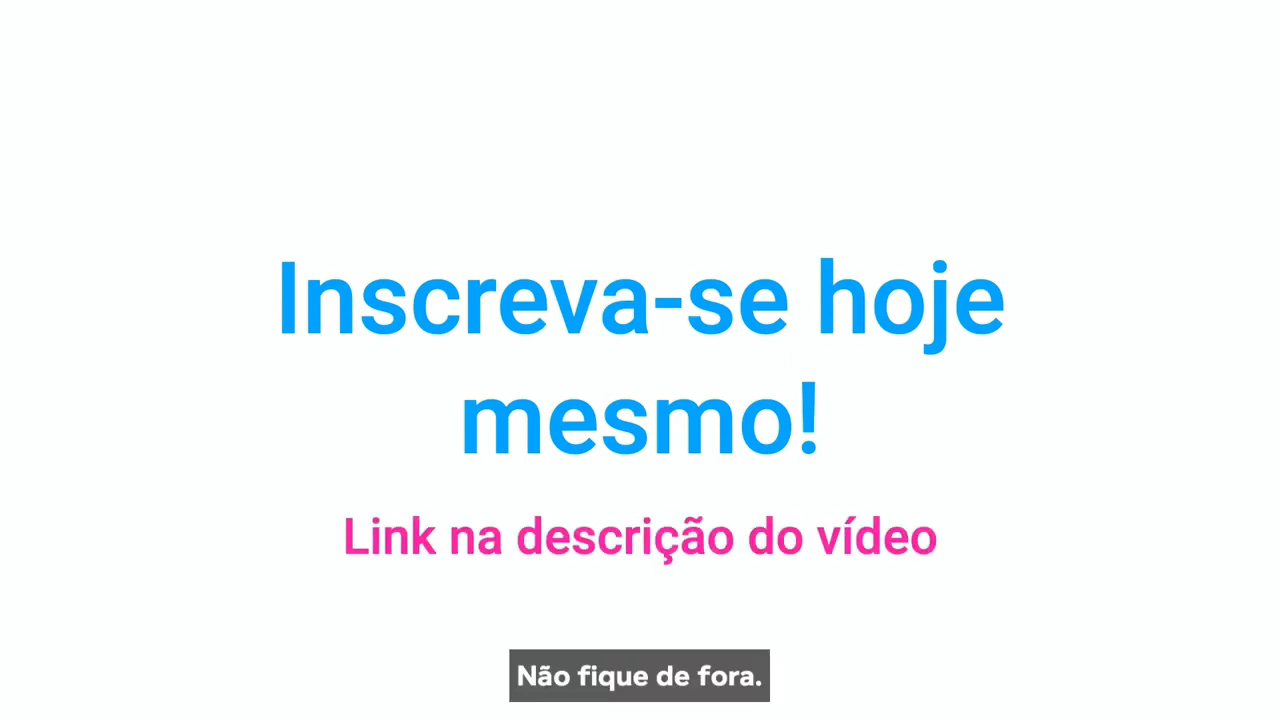 Inscreva-se hoje
mesmo!
Link na descrição do vídeo
Não fique de fora.